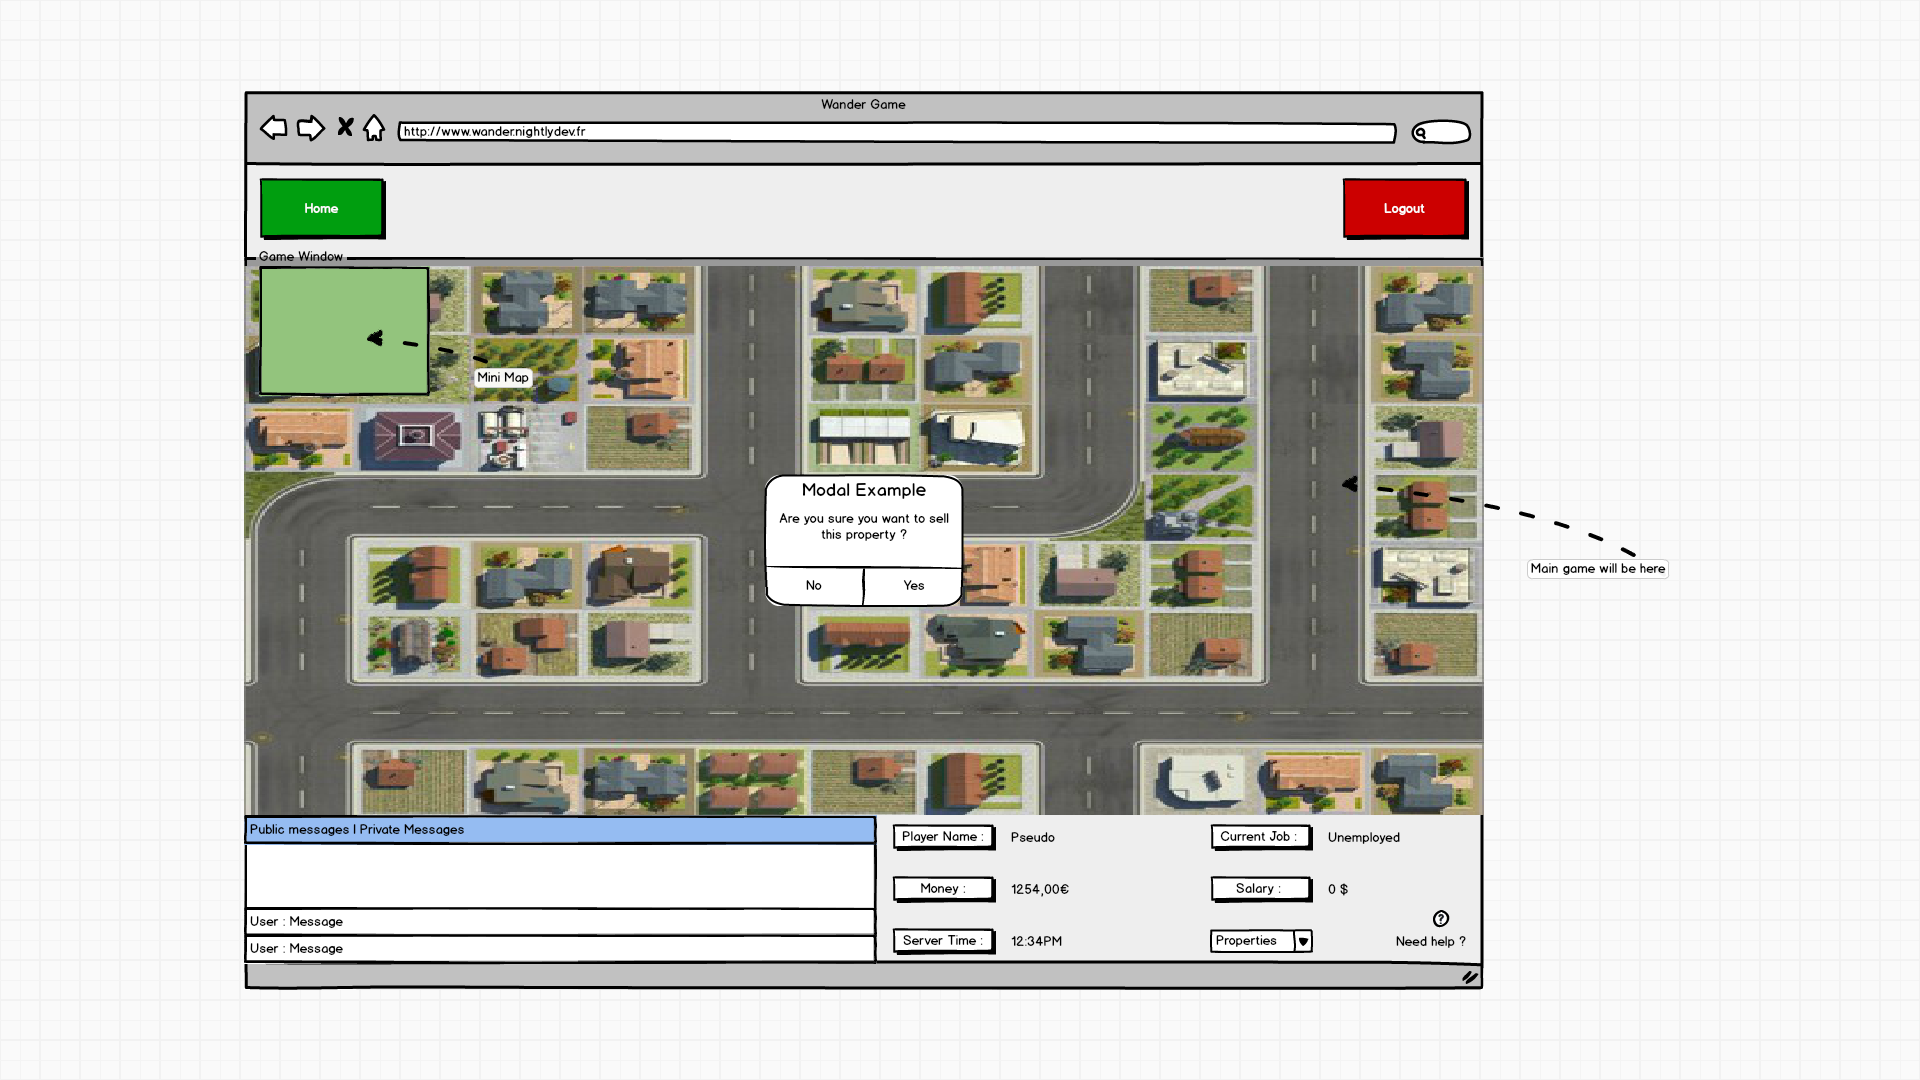 Wander Game
http://www.wander.nightlydev.fr
Home
Logout
Game Window
Mini Map
Modal Example
Are you sure you want to sell
this property ?
No
Yes
Main game will be here
Public messages | Private Messages
User : Message
User : Message
Player Name :
Pseudo
Current Job :
Unemployed
Money :
1254,00€
Salary :
0 $
Server Time :
12:34PM
Properties
Need help ?